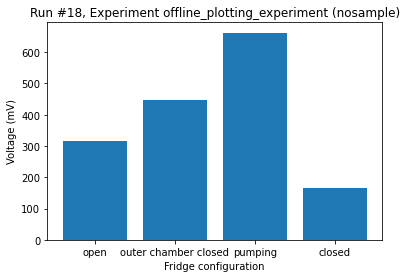 Run #18, Experiment offline_plotting_experiment (nosample)
600
500
400
300
200
100
0
Voltage (mV)
open outer chamber closed pumping closed
Fridge configuration